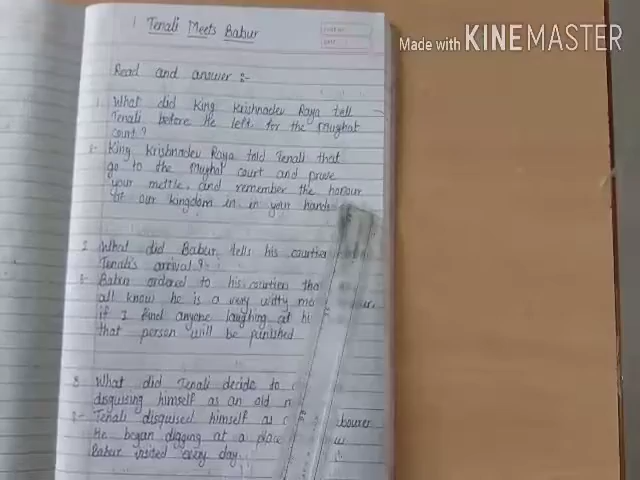 1 Tenali Meets Babur
Made with KINEMASTER
Read and answer :-
1. What did King Krishnadev Raya tell
Tenali before he left for the Mughal
court?
King Krishnadev Raya told Tenali that
go to the Mughal court and prove
your mettle and remember the honour
of our kingdom in in your hands
2. What did Babur tells his courtier
Tenali's arrival?
Babur ordered to his courtiers
all know he is a very witty
if I find anyone laughing at
that person will be punished
3. What did Tenali decide to
disguising himself as an old
Tenali disguised himself as
He began digging at a place
Babur visited every day.